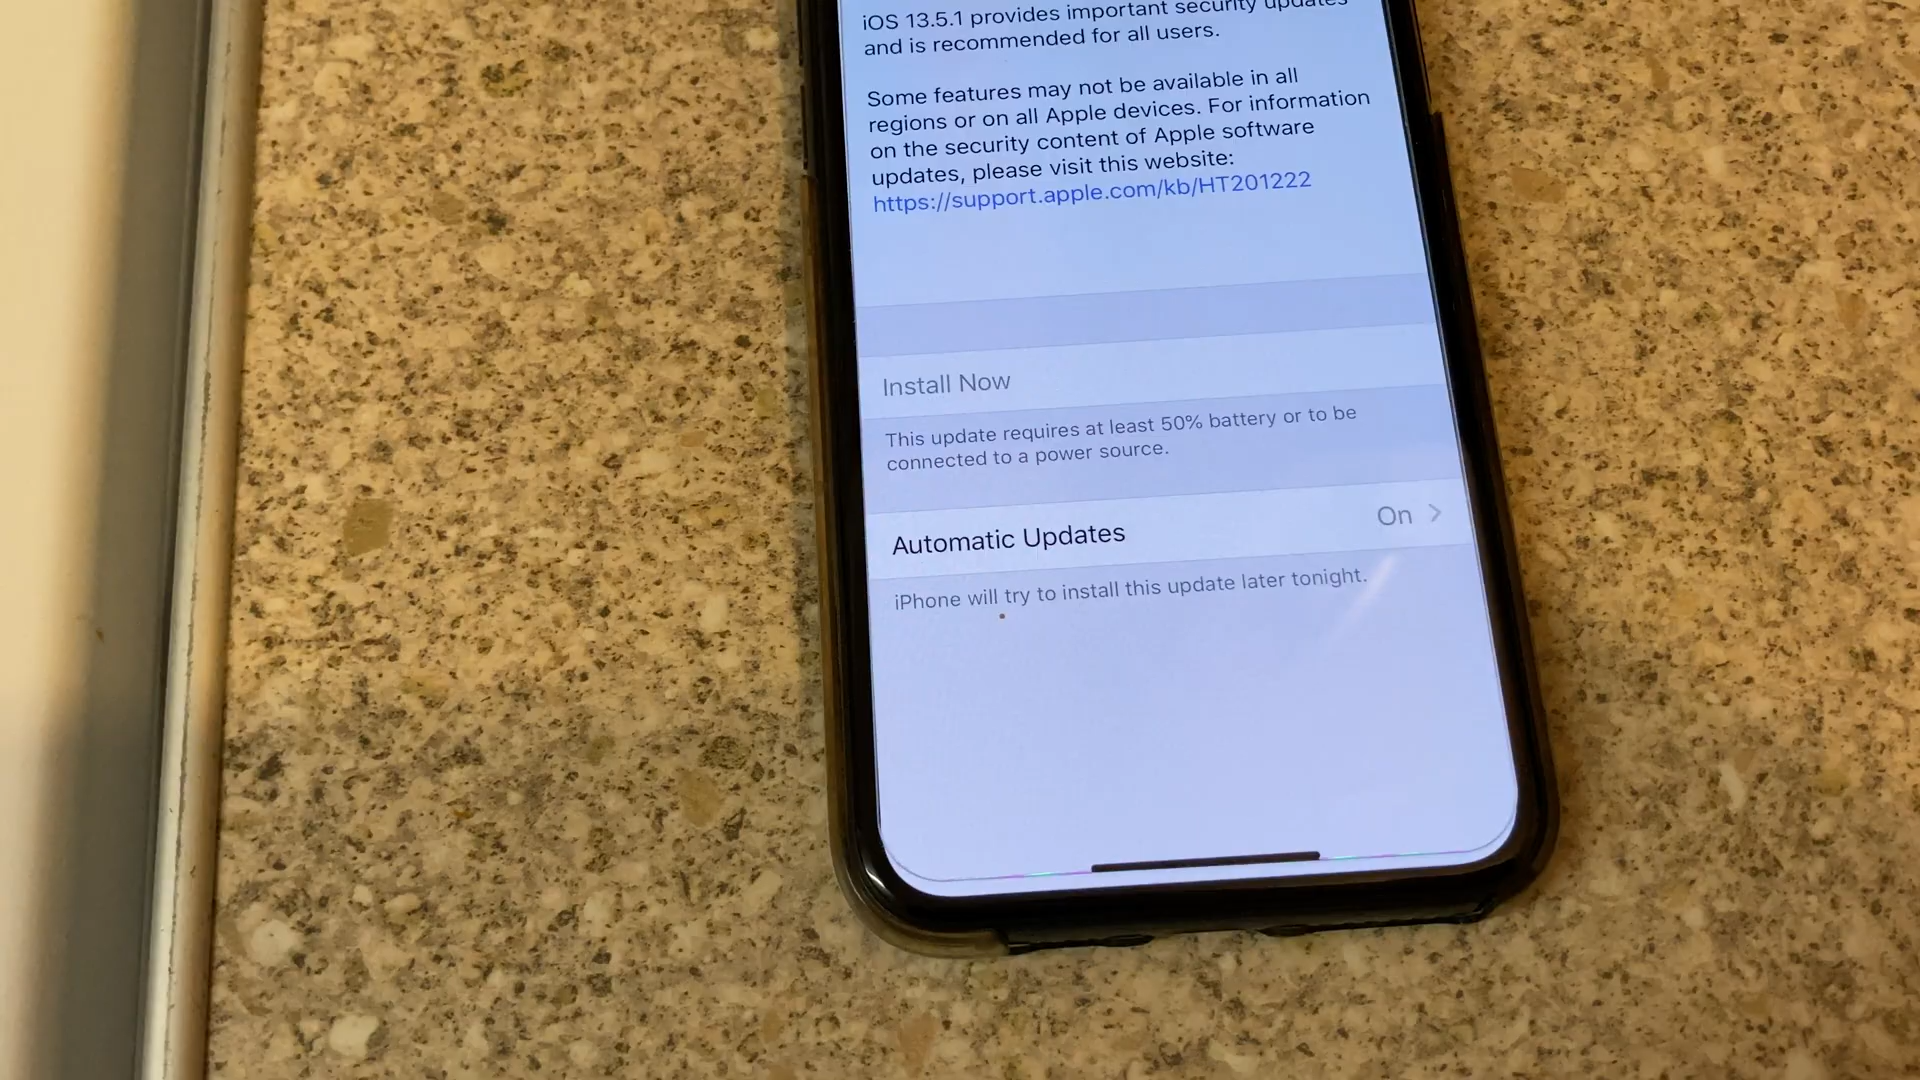 iOS 13.5.1 provides important security updates
and is recommended for all users.
Some features may not be available in all
regions or on all Apple devices. For information
on the security content of Apple software
updates, please visit this website:
https://support.apple.com/kb/HT201222
Install Now
This update requires at least 50% battery or to be
connected to a power source.
Automatic Updates On >
iPhone will try to install this update later tonight.